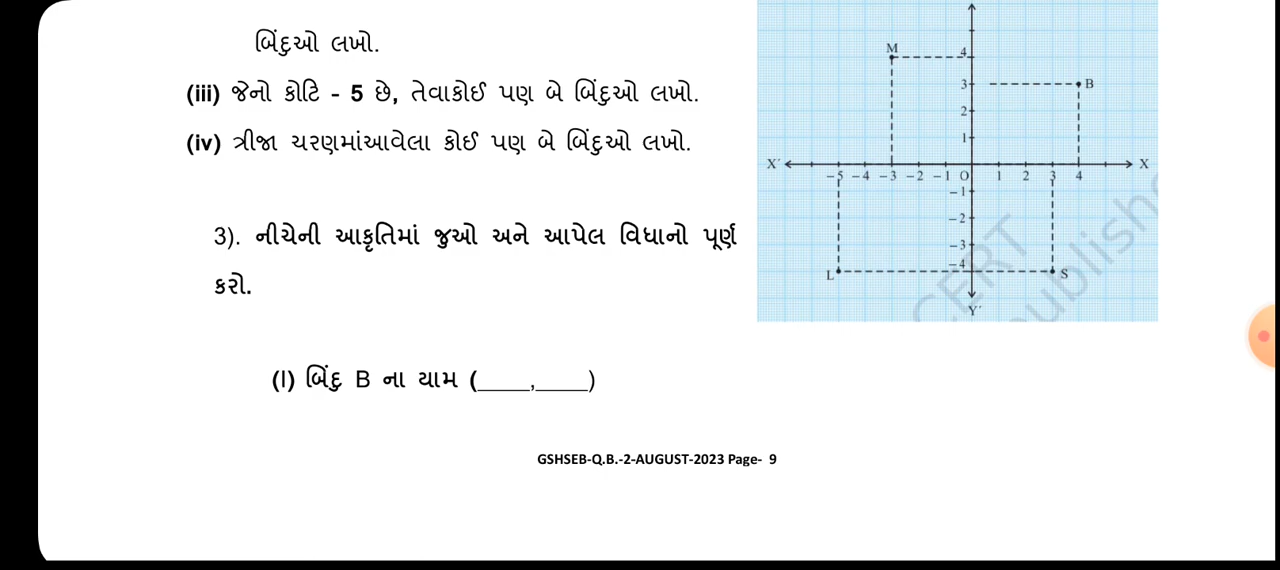 બિંદુઓ લખો.
(iii) જેનો કોટિ - 5 છે, તેવાકોઈ પણ બે બિંદુઓ લખો.
(iv) ત્રીજા ચરણમાંઆવેલા કોઈ પણ બે બિંદુઓ લખો.
3). નીચેની આકૃતિમાં જુઓ અને આપેલ વિધાનો પૂર્ણ
કરો.
(I) બિંદુ B ના યામ (____,____)
M
4
3
B
2
1
X′
X
-5 -4 -3 -2 -1 O 1 2 3 4
-1
-2
-3
-4
L
S
Y′
CERT
publish
GSHSEB-Q.B.-2-AUGUST-2023 Page- 9